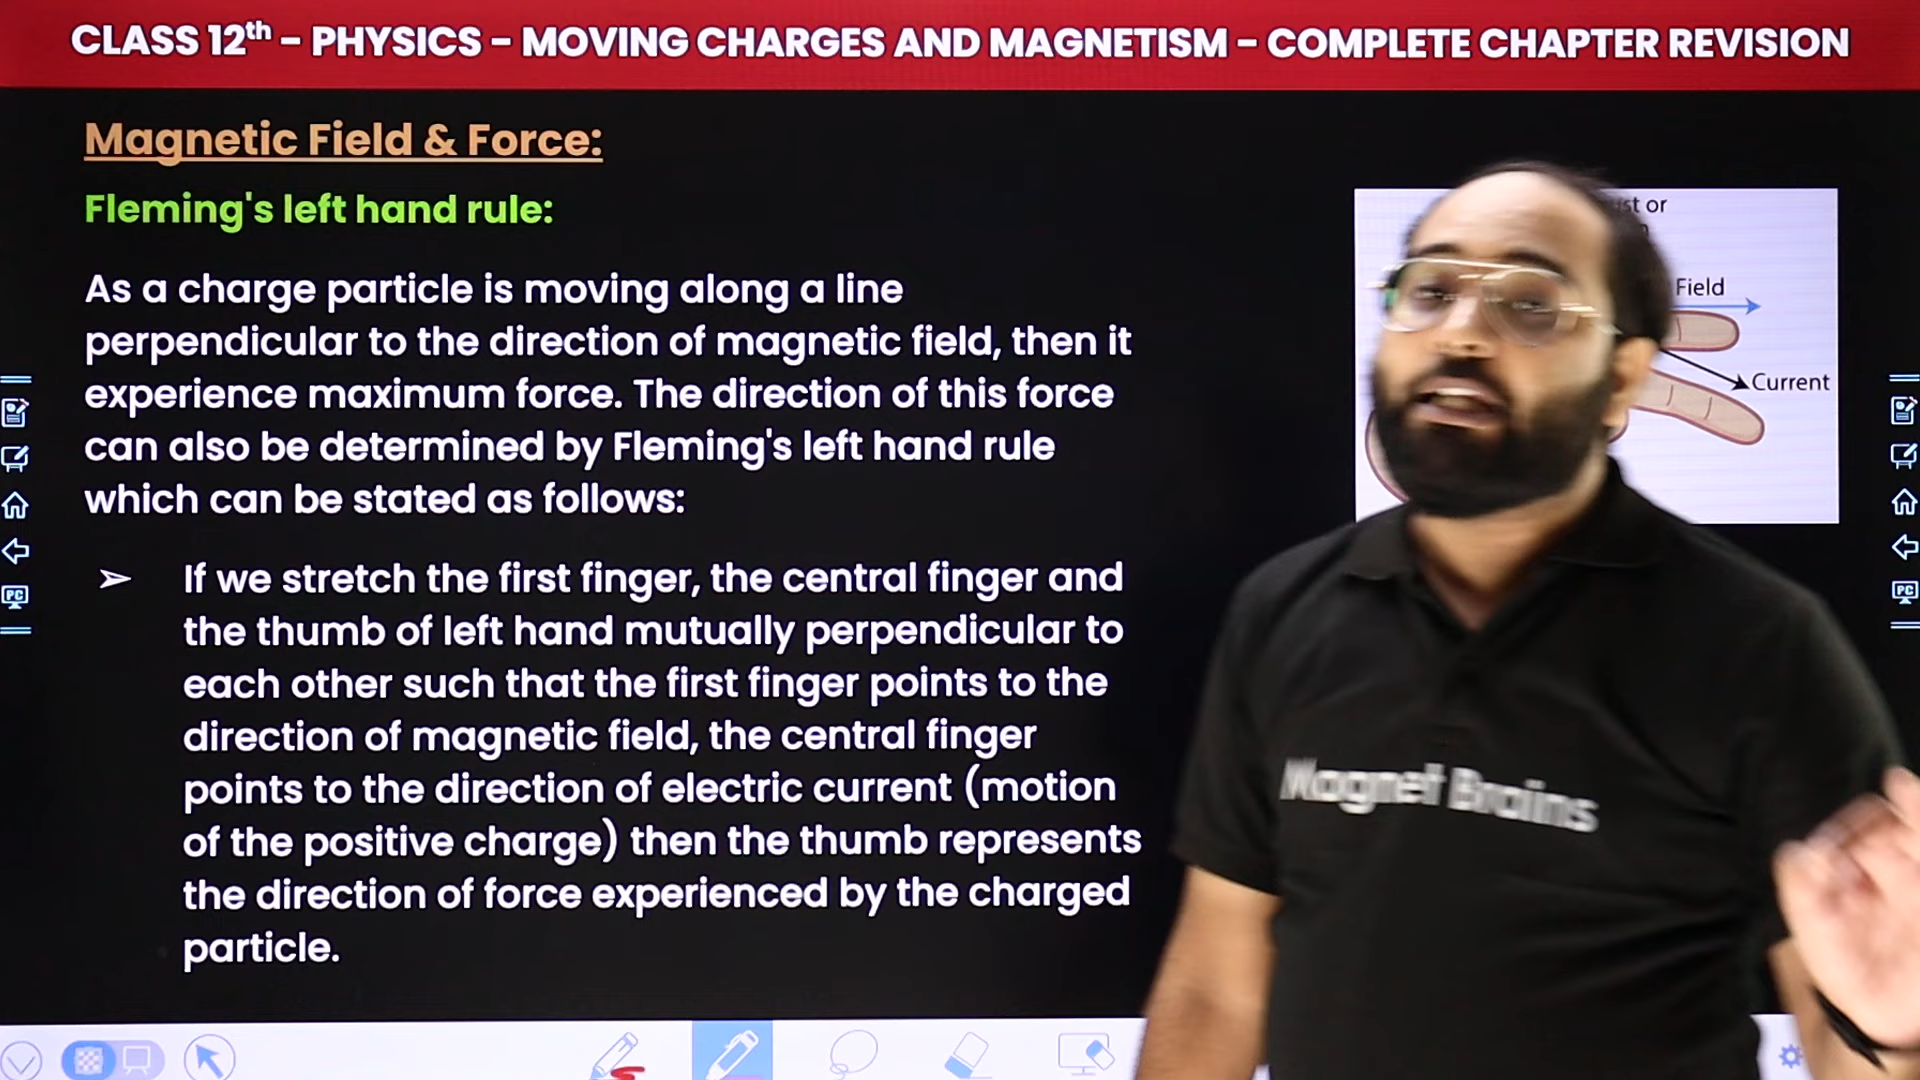 CLASS 12th – PHYSICS – MOVING CHARGES AND MAGNETISM – COMPLETE CHAPTER REVISION
Magnetic Field & Force:
Fleming's left hand rule:
As a charge particle is moving along a line
perpendicular to the direction of magnetic field, then it
experience maximum force. The direction of this force
can also be determined by Fleming's left hand rule
which can be stated as follows:
➢ If we stretch the first finger, the central finger and
the thumb of left hand mutually perpendicular to
each other such that the first finger points to the
direction of magnetic field, the central finger
points to the direction of electric current (motion
of the positive charge) then the thumb represents
the direction of force experienced by the charged
particle.
or
Field
Current
Magnet Brains
PC
PC